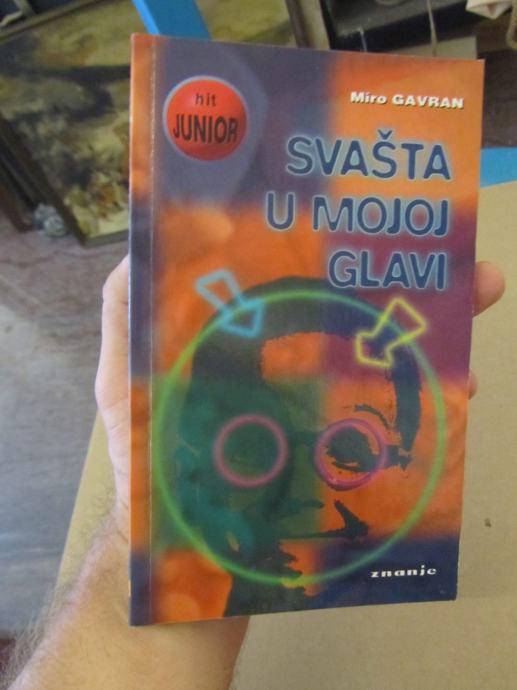 hit
JUNIOR
Miro GAVRAN
SVAŠTA
U MOJOJ
GLAVI
znanje